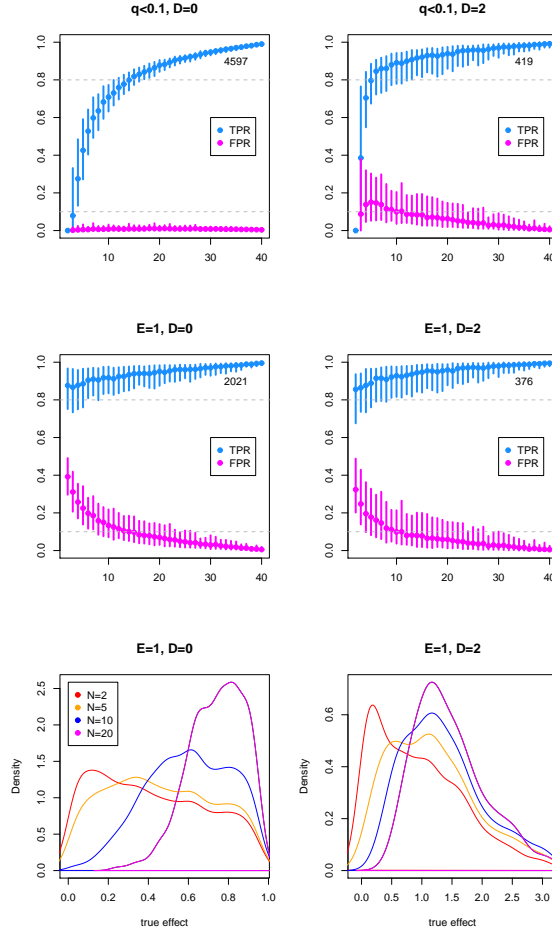 q<0.1, D=0
1.0
0.8
0.6
0.4
0.2
0.0
4597
TPR
FPR
10 20 30 40
q<0.1, D=2
1.0
0.8
0.6
0.4
0.2
0.0
419
TPR
FPR
10 20 30 40
E=1, D=0
1.0
0.8
0.6
0.4
0.2
0.0
2021
TPR
FPR
10 20 30 40
E=1, D=2
1.0
0.8
0.6
0.4
0.2
0.0
376
TPR
FPR
10 20 30 40
E=1, D=0
Density
2.5
2.0
1.5
1.0
0.5
0.0
N=2
N=5
N=10
N=20
0.0 0.2 0.4 0.6 0.8 1.0
true effect
E=1, D=2
Density
0.6
0.4
0.2
0.0
0.0 0.5 1.0 1.5 2.0 2.5 3.0
true effect